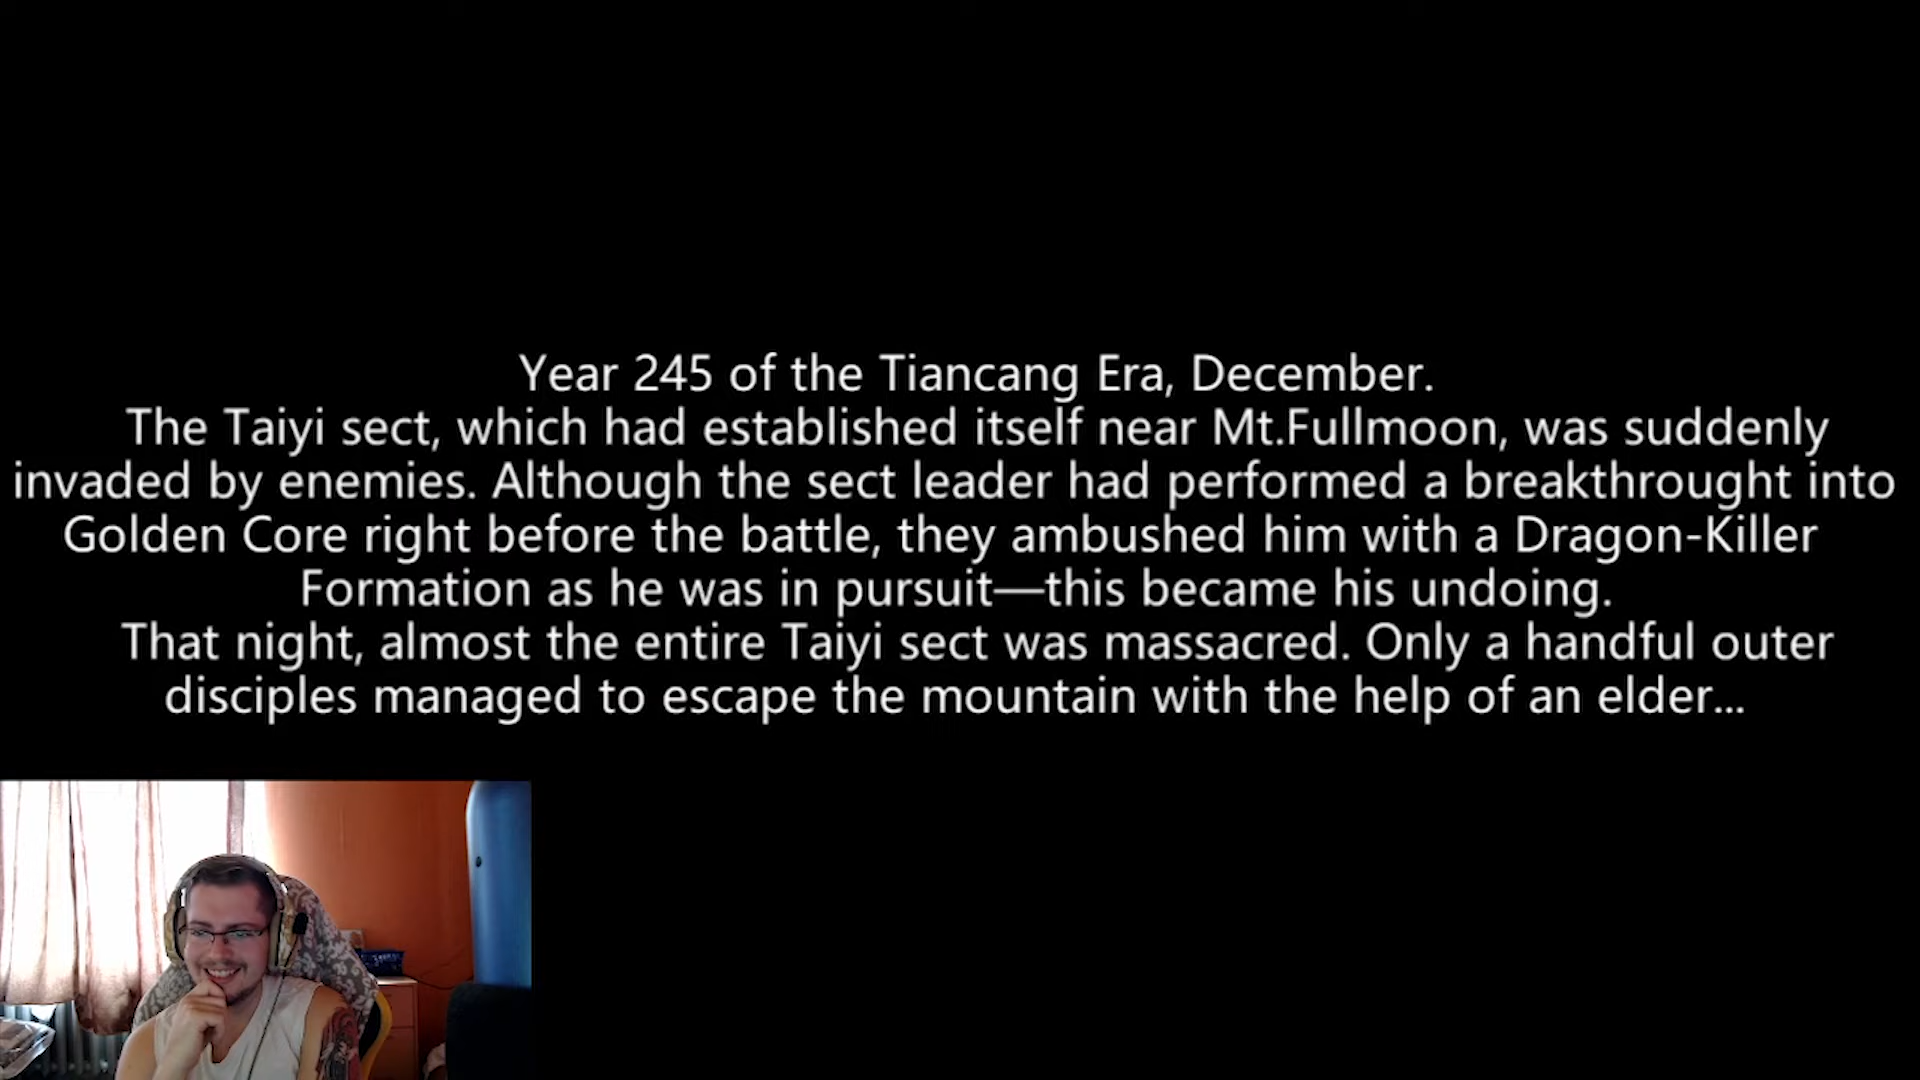 Year 245 of the Tiancang Era, December.
The Taiyi sect, which had established itself near Mt.Fullmoon, was suddenly
invaded by enemies. Although the sect leader had performed a breakthrought into
Golden Core right before the battle, they ambushed him with a Dragon-Killer
Formation as he was in pursuit—this became his undoing.
That night, almost the entire Taiyi sect was massacred. Only a handful outer
disciples managed to escape the mountain with the help of an elder...